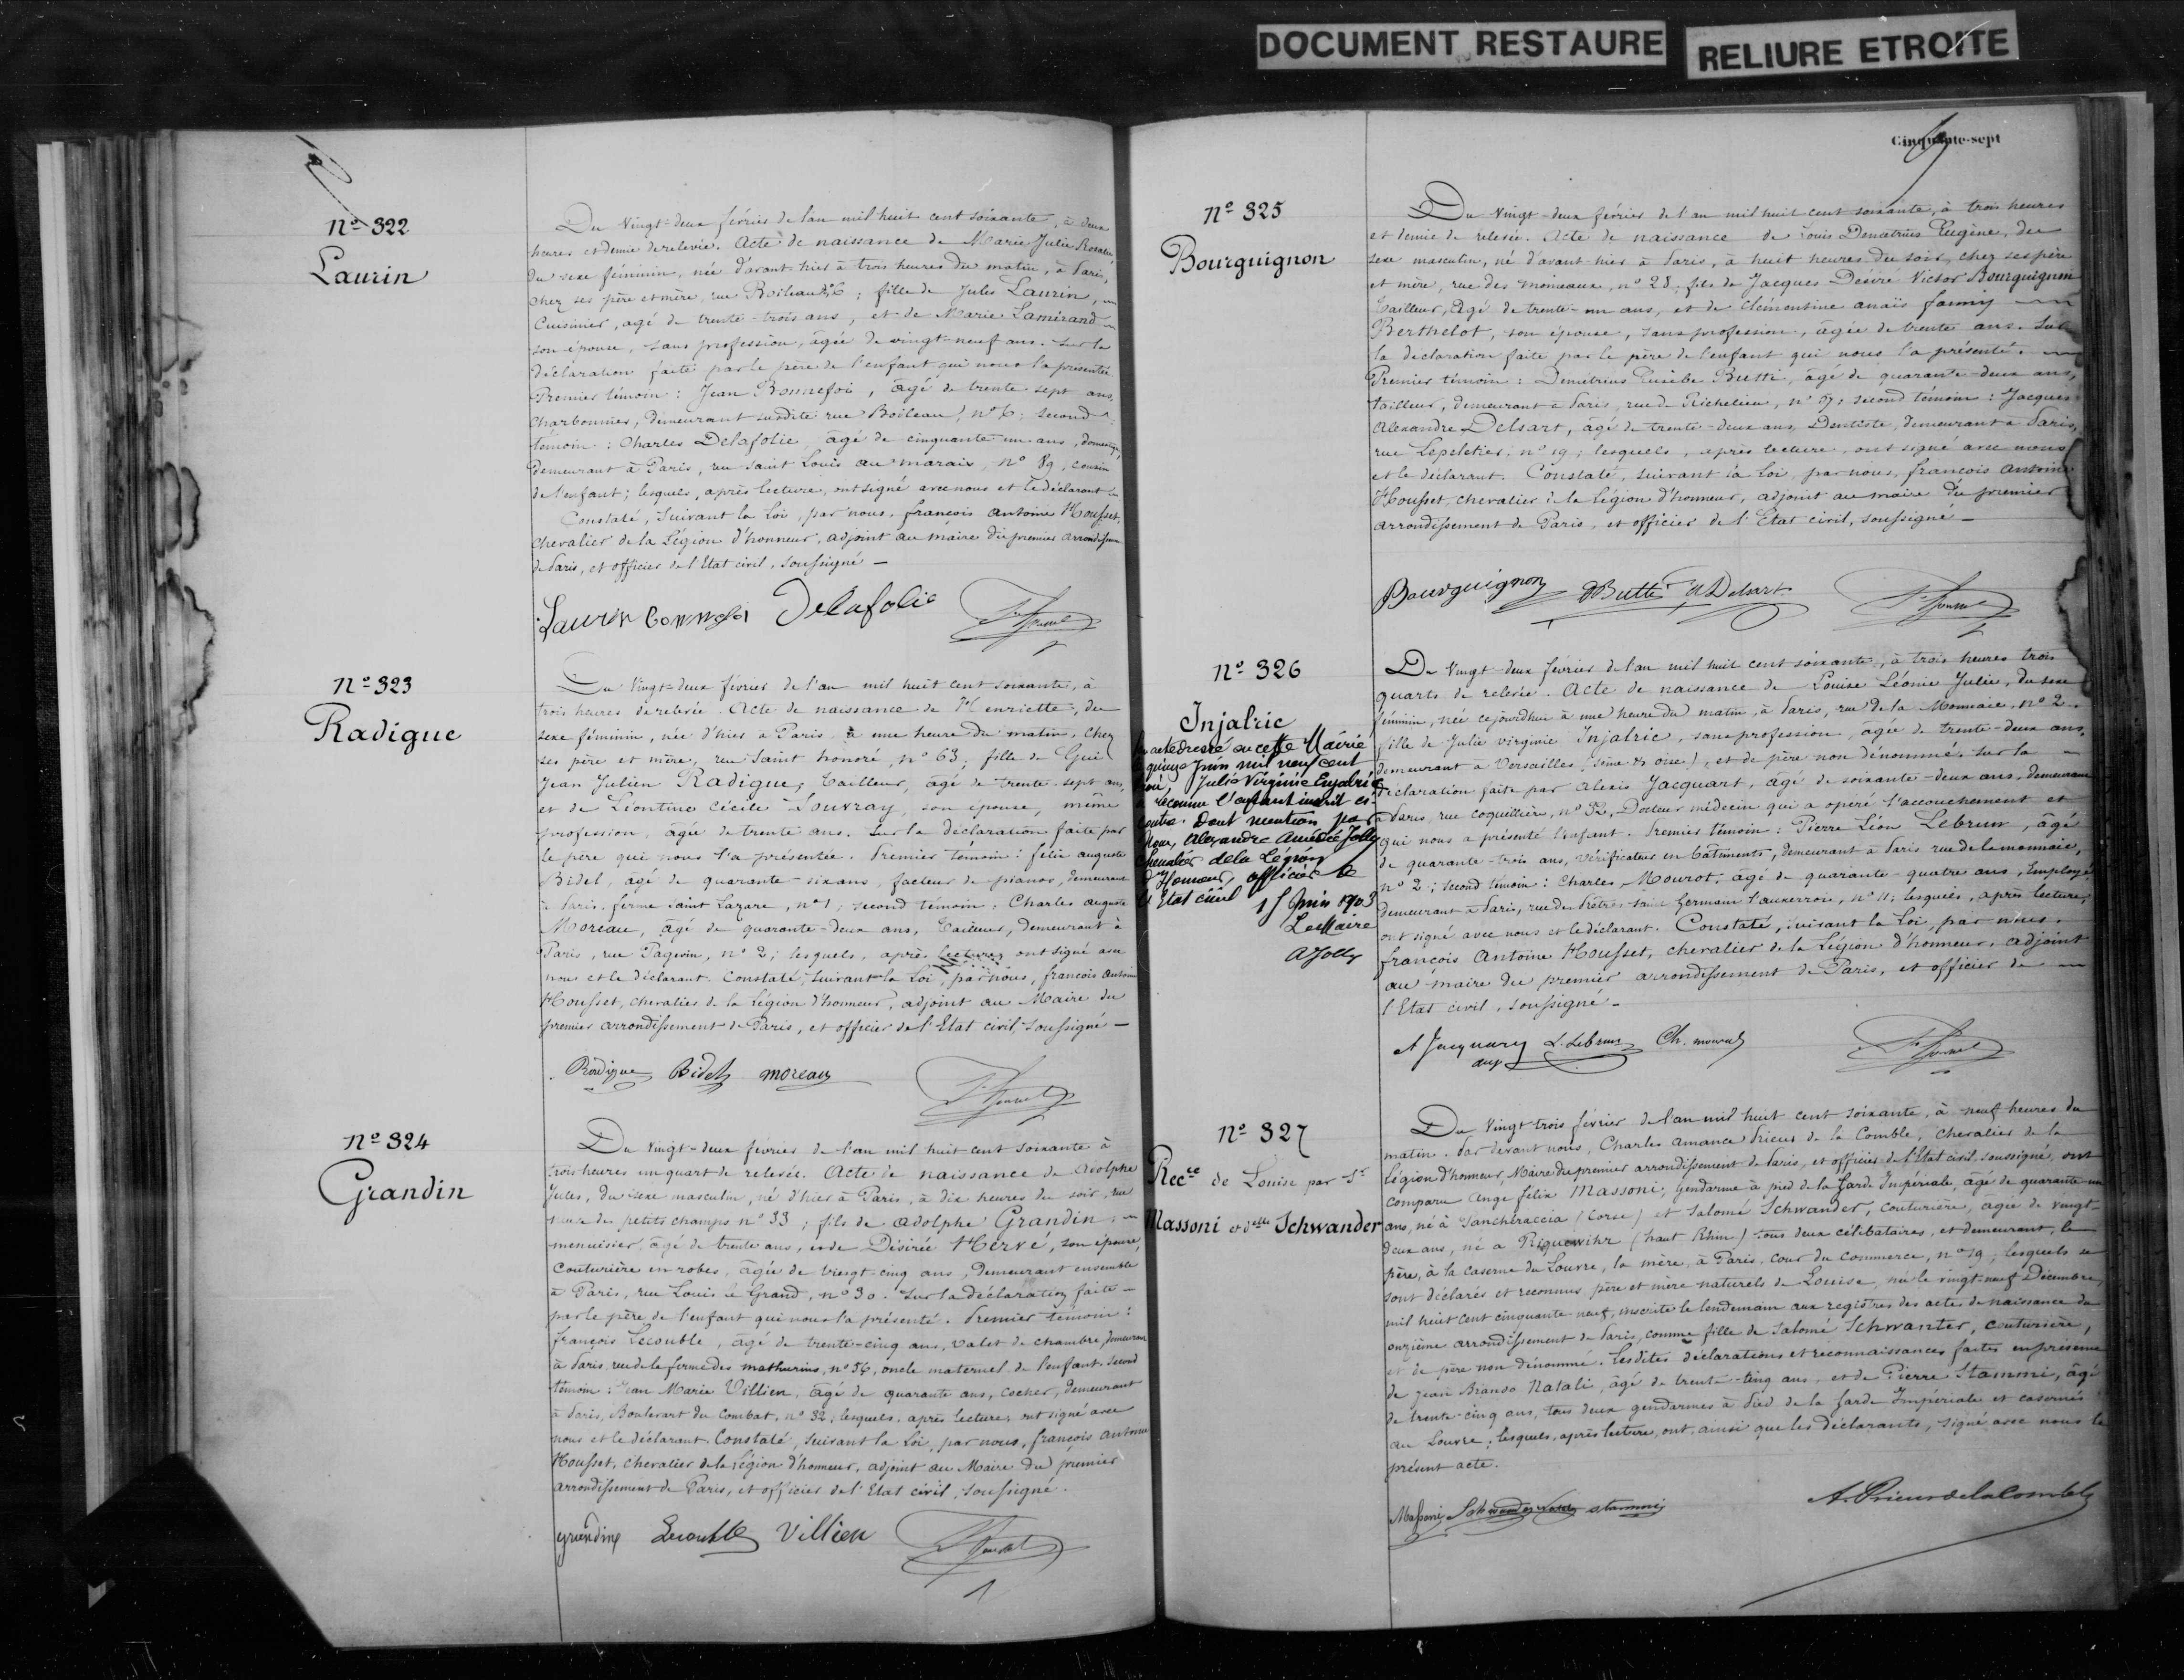 DOCUMENT RESTAURE
RELIURE ETROITE
No 322
Laurin
Du Vingt-deux février de l'an mil huit cent soixante, à deux
heures et demie de relevée. Acte de naissance de Marie Julie Rosalie
du sexe féminin, née d'avant-hier à trois heures du matin, à Paris,
chez ses père et mère, rue Boileau no 6; fille de Jules Laurin,
Cuisinier, agé de trente-trois ans, et de Marie Lamirand
son épouse, sans profession, âgée de vingt-neuf ans. Sur la
déclaration faite par le père de l'enfant qui nous l'a présentée
Premier témoin: Jean Bonnefoi, âgé de trente sept ans,
charbonnier, demeurant susdite rue Boileau, no 6; second
témoin: Charles Delafolie, âgé de cinquante un ans,
demeurant à Paris, rue Saint Louis au marais, no 89, cousin
de l'enfant; lesquels, après lecture, ont signé avec nous et le déclarant
Constaté, Suivant la Loi, par nous, françois Antoine Housset,
chevalier de la Légion d'honneur, adjoint au maire du premier arrondissement
de Paris, et officier de l'Etat civil, soussigné
Laurin Bonnefoi Delafolie
No 323
Radigue
Du Vingt-deux février de l'an mil huit cent soixante, à
trois heures de relevée. Acte de naissance de Henriette, du
sexe féminin, née d'hier à Paris à une heure du matin, chez
ses père et mère, rue Saint honoré, no 63; fille de Gui
Jean Julien Radigue, Tailleur, âgé de trente-sept ans,
et de Léontine Cécile Souvray, son épouse, même
profession, âgée de trente ans. Sur la déclaration faite par
le père qui nous l'a présentée. Premier témoin: félix auguste
Bidel, âgé de quarante-six ans, facteur de pianos, demeurant
à Paris, ferme Saint Lazare, no 1; second témoin: Charles auguste
Moreau, âgé de quarante-deux ans, Tailleur, demeurant à
Paris, rue Pagevin, no 2; lesquels, après lecture, ont signé avec
nous et le déclarant. Constaté, Suivant la Loi, par nous, françois Antoine
Housset, chevalier de la Légion d'honneur, adjoint au Maire du
premier arrondissement de Paris, et officier de l'Etat civil, soussigné
Radigue Bidel Moreau
No 324
Grandin
Du Vingt-deux février de l'an mil huit cent soixante à
trois heures un quart de relevée. Acte de naissance de Adolphe
Jules, du sexe masculin, né d'hier à Paris, à dix heures du soir, rue
neuve des petits champs no 33; fils de Adolphe Grandin,
menuisier, âgé de trente ans, et de Désirée Hervé, son épouse,
Couturière en robes, âgée de vingt-cinq ans, demeurant ensemble
à Paris, rue Louis le Grand, no 30. Sur la déclaration faite
par le père de l'enfant qui nous l'a présenté. Premier témoin:
françois Lecouble, âgé de trente-cinq ans, valet de chambre, demeurant
à Paris, rue de la ferme des mathurins, no 56, oncle maternel de l'enfant. Second
témoin: Jean Marie Villien, âgé de quarante ans, cocher, demeurant
à Paris, Boulevart du Combat, no 32; lesquels, après lecture, ont signé avec
nous et le déclarant. Constaté, Suivant la Loi, par nous, françois antoine
Housset, chevalier de la Légion d'honneur, adjoint au Maire du premier
arrondissement de Paris, et officier de l'Etat civil, soussigné.
grandin Lecouble Villien
Cinquante-sept
No 325
Bourguignon
Du Vingt-deux février de l'an mil huit cent soixante, à trois heures
et demie de relevée. Acte de naissance de Louis Demetrius Eugène, du
sexe masculin, né d'avant-hier à Paris, à huit heures du soir, chez ses père
et mère, rue des moineaux, no 28; fils de Jacques Désiré Victor Bourguignon
Tailleur, âgé de trente-un ans, et de Clémentine anaïs fanny
Berthelot, son épouse, sans profession, âgée de trente ans. Sur
la déclaration faite par le père de l'enfant qui nous l'a présenté.
Premier témoin: Demétrius Eusèbe Butti, âgé de quarante-deux ans,
tailleur, demeurant à Paris, rue de Richelieu, no; second témoin: Jacques
Alexandre Delsart, âgé de trente-deux ans, Dentiste, demeurant à Paris,
rue Lepeletier, no 19; lesquels, après lecture, ont signé avec nous
et le déclarant. Constaté, suivant la Loi, par nous, françois Antoine
Housset, chevalier de la Légion d'honneur, adjoint au maire du premier
arrondissement de Paris, et officier de l'Etat civil, soussigné
Bourguignon Butti A Delsart
No 326
Injalric
acte dressé en cette Mairie
quinze Juin mil neuf cent
trois, Julie Virginie Enjalric
a reconnu l'enfant inscrit ci-
contre. Dont mention par
Nous, Alexandre Amédée Jolly
Chevalier de la Légion
d'Honneur, officier de
l'Etat civil 15 Juin 1903
Le Maire
A Jolly
Du Vingt-deux février de l'an mil huit cent soixante, à trois heures trois
quarts de relevée. Acte de naissance de Louise Léonie Julie, du sexe
féminin, née cejourd'hui à une heure du matin, à Paris, rue de la Monnaie, no 2.
fille de Julie virginie Injalric, sans profession, âgée de trente-deux ans,
demeurant à Versailles, (Seine & oise), et de père non dénommé. Sur la
déclaration faite par Alexis Jacquart, âgé de soixante-deux ans, demeurant
à Paris, rue coquillière, no 32, Docteur médecin qui a opéré l'accouchement et
qui nous a présenté l'enfant. Premier témoin: Pierre Léon Lebrun, âgé
de quarante-trois ans, vérificateur en bâtiments, demeurant à Paris rue de la monnaie,
no 2; second témoin: Charles Mourot, âgé de quarante-quatre ans, Employé,
demeurant à Paris, rue des Prêtres-Saint Germain l'auxerrois, no 11; lesquels, après lecture,
ont signé avec nous et le déclarant. Constaté, suivant la Loi, par nous,
françois Antoine Housset, chevalier de la Légion d'honneur, adjoint
au maire du premier arrondissement de Paris, et officier de
l'Etat civil, soussigné
A Jacquart L. Lebrun Ch. mourot
No 327
Recce de Louise par Sr
Massoni et delle Schwander
Du Vingt trois février de l'an mil huit cent soixante, à neuf heures du
matin. Par devant nous, Charles Amance Prieur de la Comble, chevalier de la
Légion d'honneur, Maire du premier arrondissement de Paris, et officier de l'Etat civil, soussigné, ont
comparu Ange félix Massoni, gendarme à pied de la Garde Impériale, âgé de quarante-un
ans, né à (Corse) et Salomé Schwander, couturière, âgée de vingt-
deux ans, né à Riquewihr (haut Rhin) tous deux célibataires, et demeurant, le
père, à la caserne du Louvre, la mère, à Paris, cour du Commerce, no 19; lesquels se
sont déclarés et reconnus père et mère naturels de Louise, née le vingt-neuf Décembre
mil huit cent cinquante neuf, inscrite le lendemain aux registres des actes de naissance du
onzième arrondissement de Paris, comme fille de Salomé Schwanter, couturière,
et de père non dénommé. Lesdites déclarations et reconnaissances faites en présence
de Jean Natali, âgé de trente-cinq ans, et de Pierre Stammi, âgé
de trente-cinq ans, tous deux gendarmes à Pied de la Garde Impériale et casernés
au Louvre; lesquels, après lecture, ont, ainsi que les déclarants, signé avec nous le
présent acte.
Massoni Schwander stammi
A. Prieur de la Comble